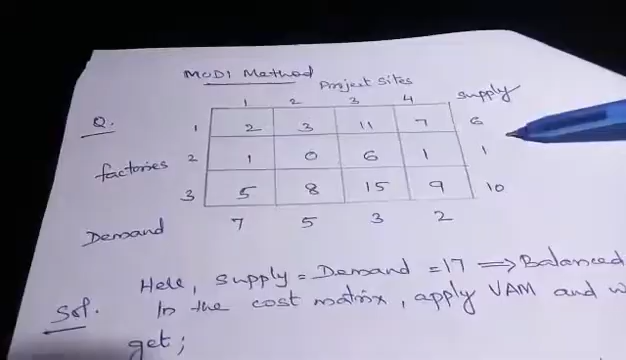 MODI Method
Project Sites
1 2 3 4 Supply
Q. 1 2 3 11 7 6
factories 2 1 0 6 1 1
3 5 8 15 9 10
Demand 7 5 3 2
Here, Supply = Demand = 17 ⟹ Balanced
Sol. In the cost matrix, apply VAM and
get;